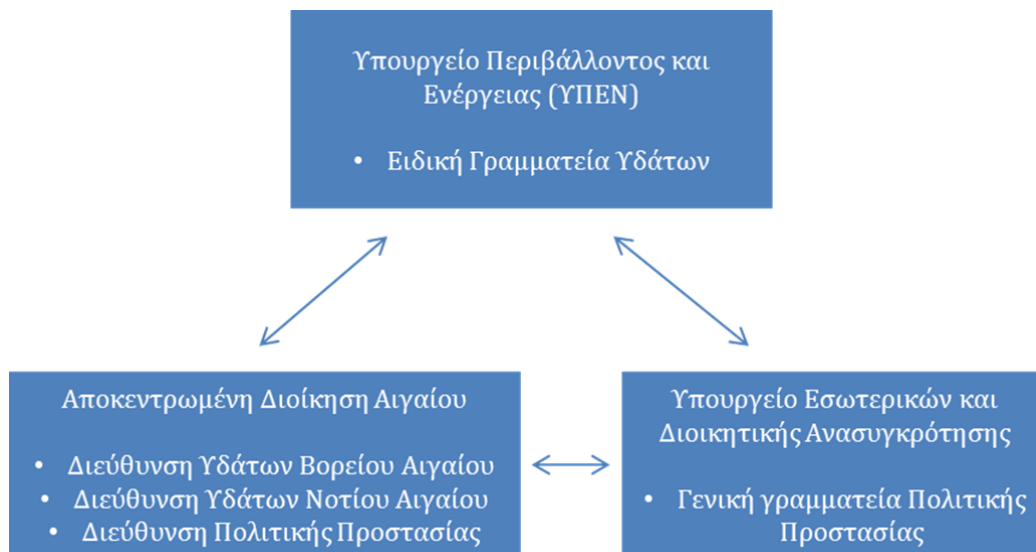 Υπουργείο Περιβάλλοντος και
Ενέργειας (ΥΠΕΝ)
• Ειδική Γραμματεία Υδάτων
Αποκεντρωμένη Διοίκηση Αιγαίου
• Διεύθυνση Υδάτων Βορείου Αιγαίου
• Διεύθυνση Υδάτων Νοτίου Αιγαίου
• Διεύθυνση Πολιτικής Προστασίας
Υπουργείο Εσωτερικών και
Διοικητικής Ανασυγκρότησης
• Γενική γραμματεία Πολιτικής
Προστασίας